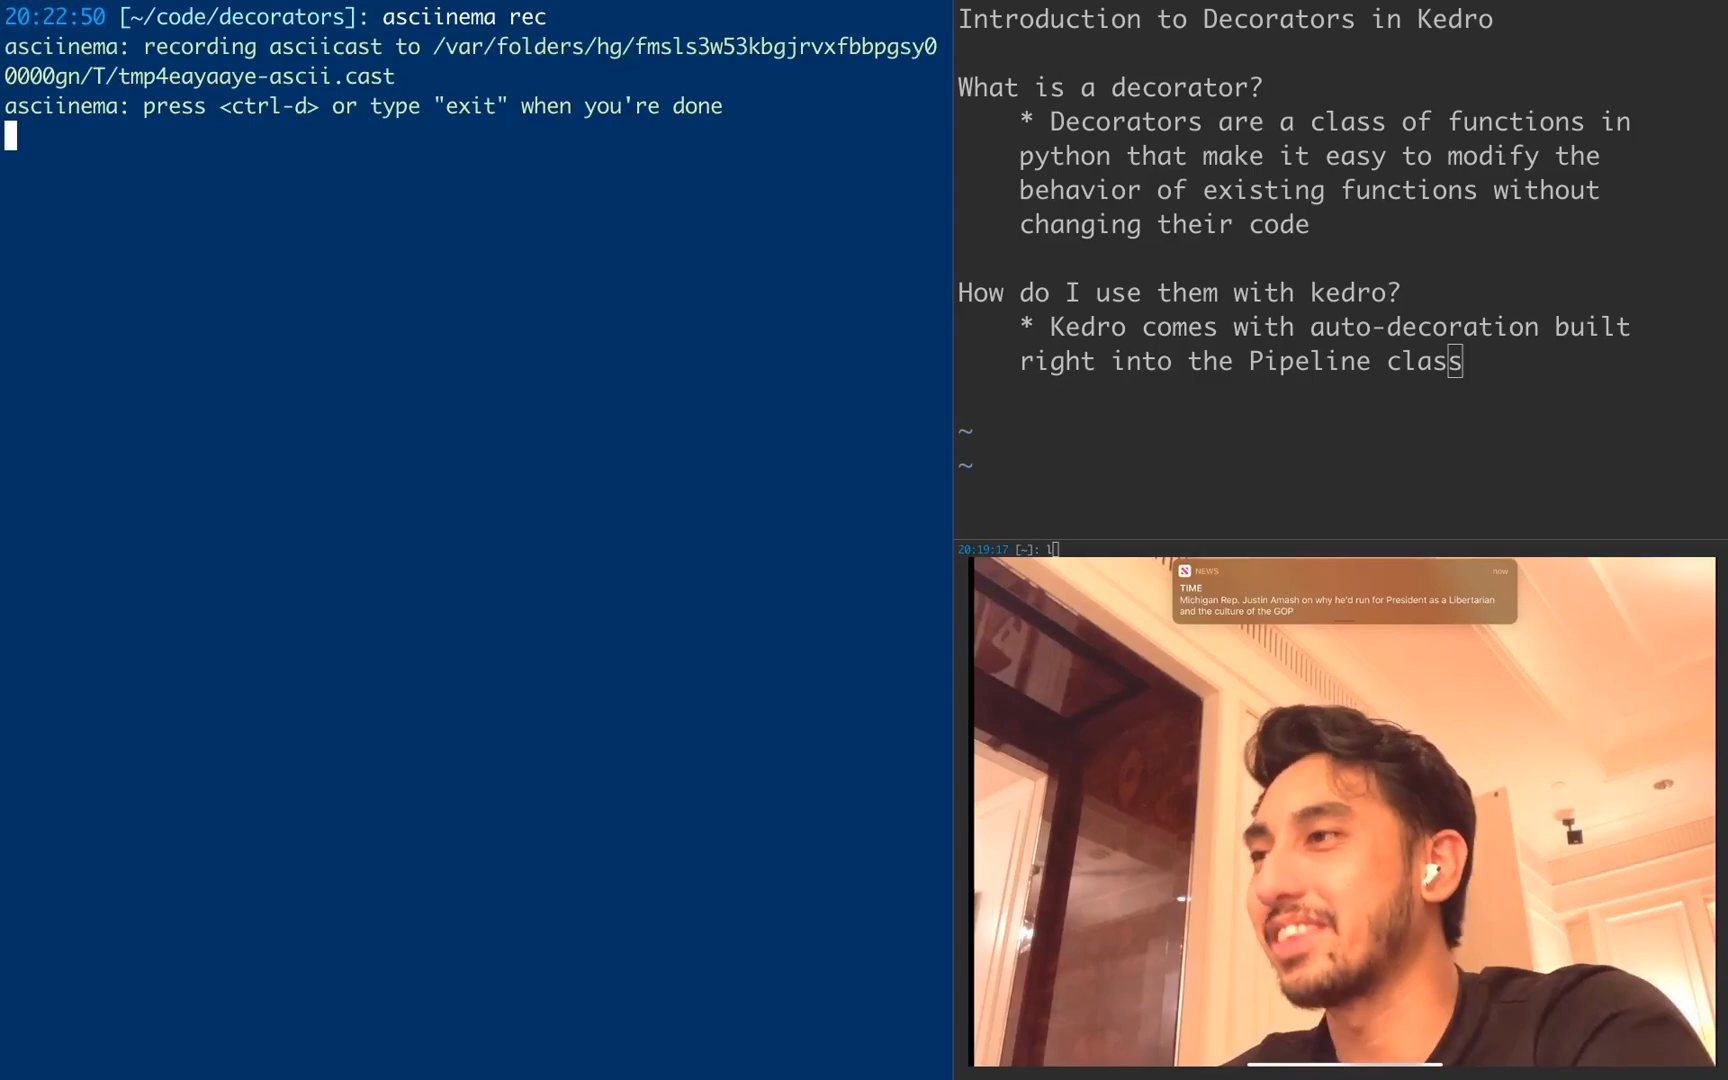 20:22:50 [~/code/decorators]: asciinema rec
asciinema: recording asciicast to /var/folders/hg/fmsls3w53kbgjrvxfbbpgsy0
0000gn/T/tmp4eayaaye-ascii.cast
asciinema: press <ctrl-d> or type "exit" when you're done
Introduction to Decorators in Kedro
What is a decorator?
* Decorators are a class of functions in
python that make it easy to modify the
behavior of existing functions without
changing their code
How do I use them with kedro?
* Kedro comes with auto-decoration built
right into the Pipeline class
~
~
20:19:17 [~]: l
NEWS
now
TIME
Michigan Rep. Justin Amash on why he'd run for President as a Libertarian
and the culture of the GOP